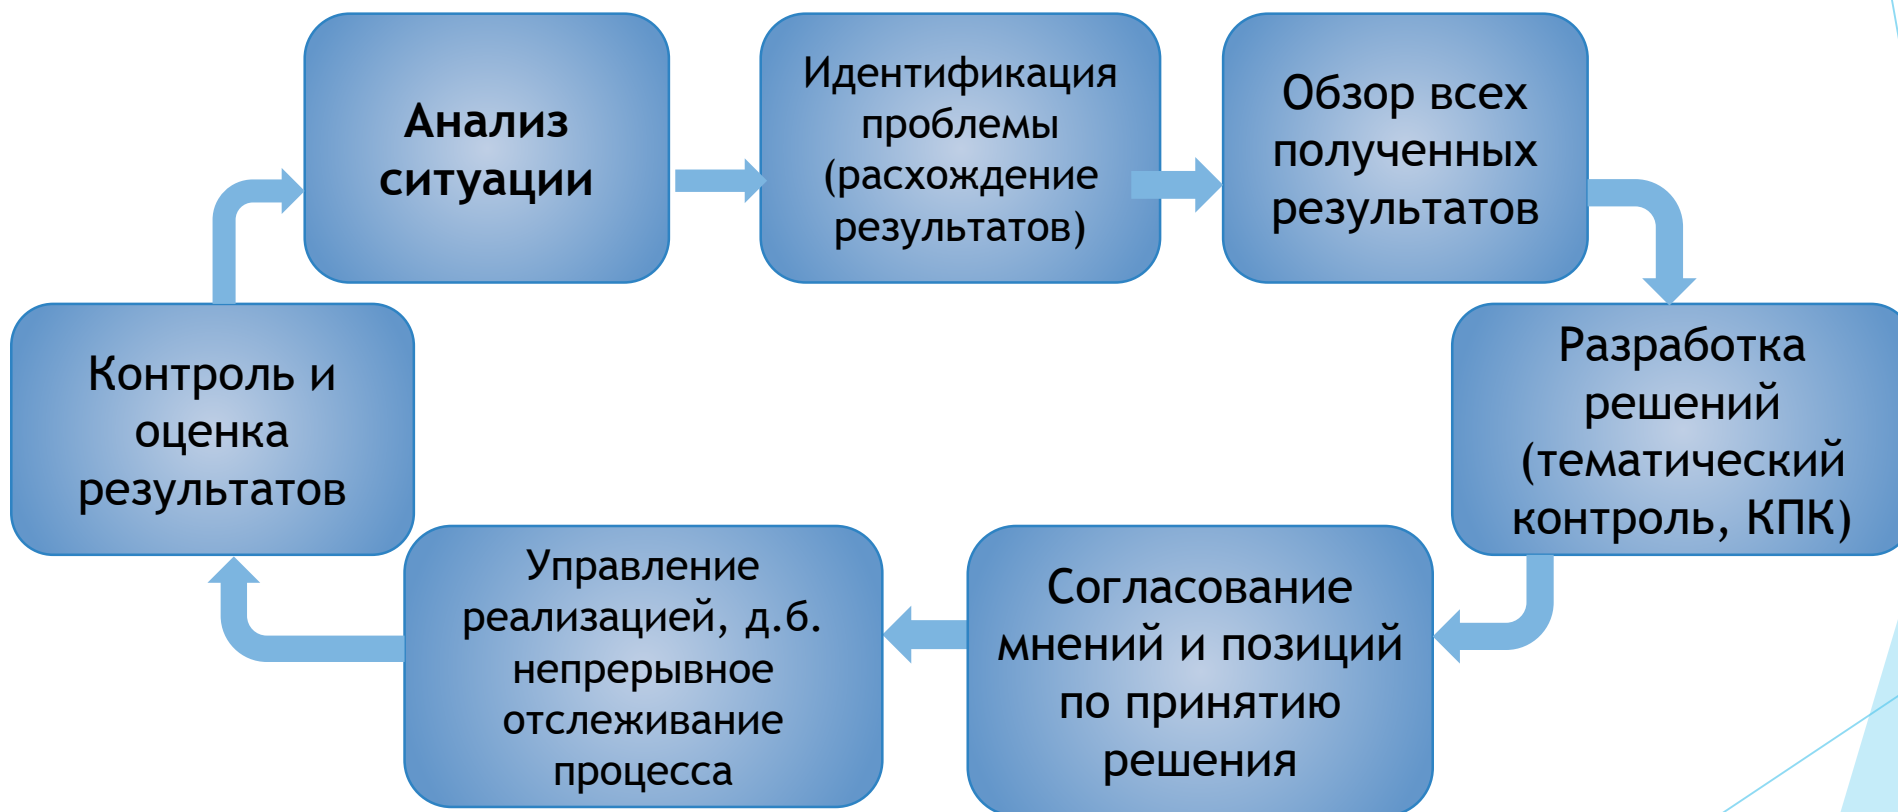 Анализ
ситуации
Идентификация
проблемы
(расхождение
результатов)
Обзор всех
полученных
результатов
Разработка
решений
(тематический
контроль, КПК)
Согласование
мнений и позиций
по принятию
решения
Управление
реализацией, д.б.
непрерывное
отслеживание
процесса
Контроль и
оценка
результатов